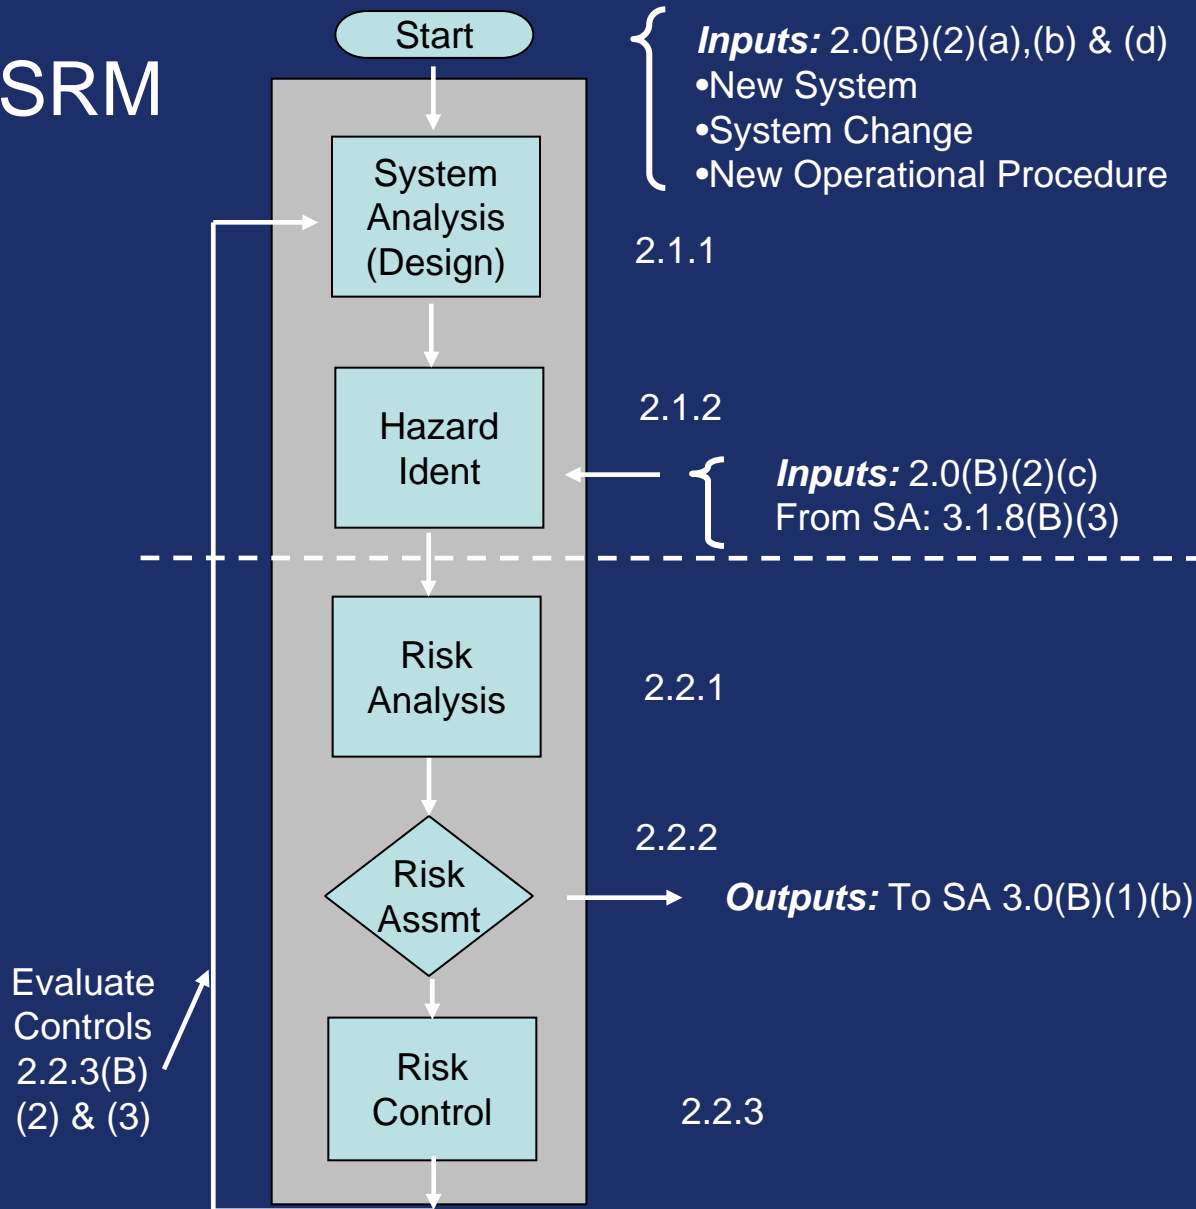 SRM
Start
Inputs: 2.0(B)(2)(a),(b) & (d)
•New System
•System Change
•New Operational Procedure
System
Analysis
(Design)
2.1.1
Hazard
Ident
2.1.2
Inputs: 2.0(B)(2)(c)
From SA: 3.1.8(B)(3)
Risk
Analysis
2.2.1
Risk
Assmt
2.2.2
Outputs: To SA 3.0(B)(1)(b)
Evaluate
Controls
2.2.3(B)
(2) & (3)
Risk
Control
2.2.3